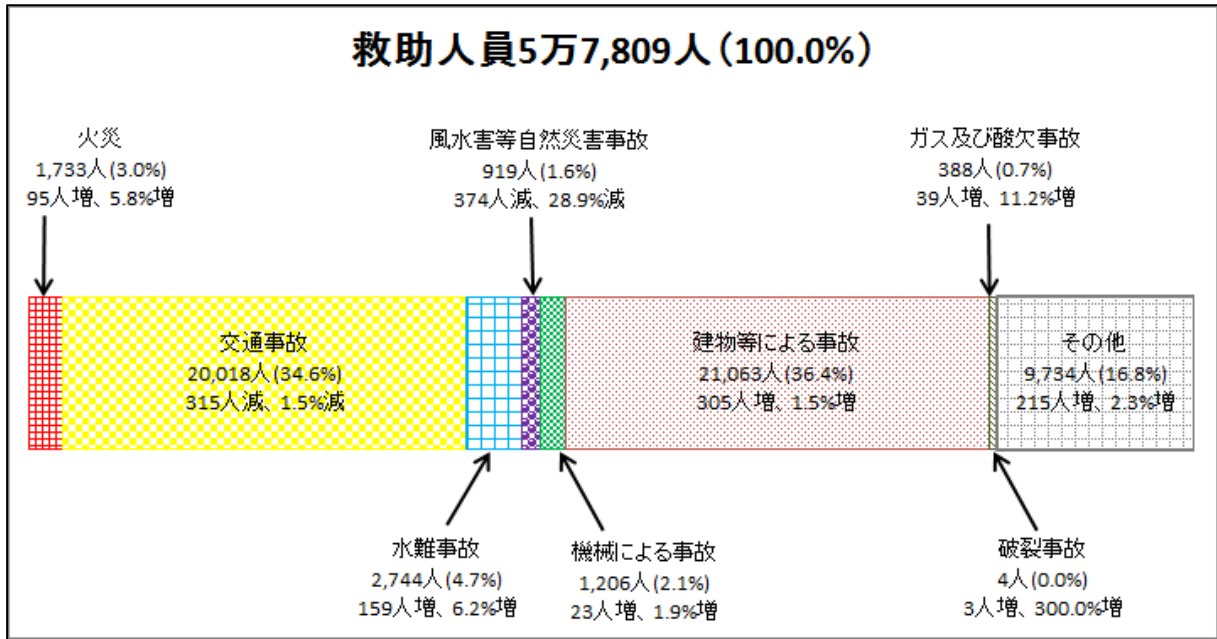 救助人員5万7,809人(100.0%)
火災
1,733人(3.0%)
95人増、5.8%増
風水害等自然災害事故
919人(1.6%)
374人減、28.9%減
ガス及び酸欠事故
388人(0.7%)
39人増、11.2%増
交通事故
20,018人(34.6%)
315人減、1.5%減
建物等による事故
21,063人(36.4%)
305人増、1.5%増
その他
9,734人(16.8%)
215人増、2.3%増
水難事故
2,744人(4.7%)
159人増、6.2%増
機械による事故
1,206人(2.1%)
23人増、1.9%増
破裂事故
4人(0.0%)
3人増、300.0%増